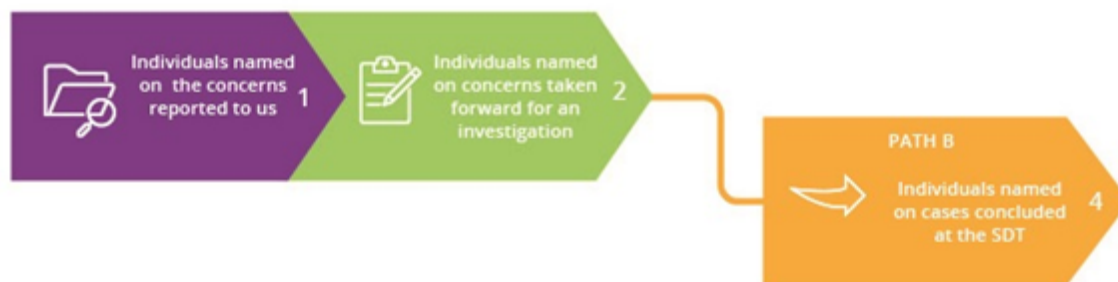 Individuals named
on the concerns
reported to us
1
Individuals named
on concerns taken
forward for an
investigation
2
PATH B
Individuals named
on cases concluded
at the SDT
4